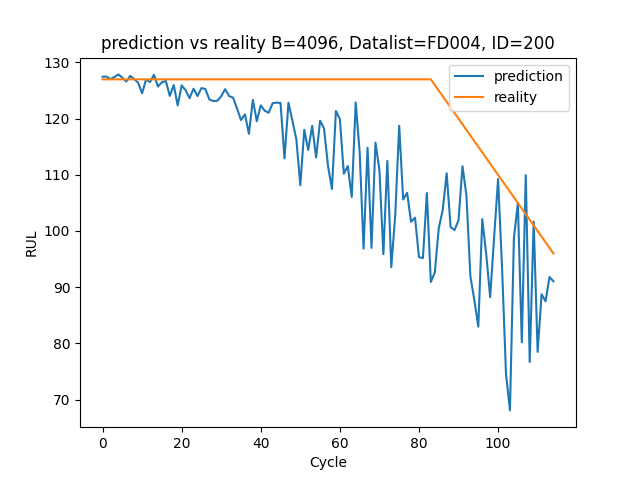 prediction vs reality B=4096, Datalist=FD004, ID=200
130
120
110
100
90
80
70
RUL
0 20 40 60 80 100
Cycle
prediction
reality